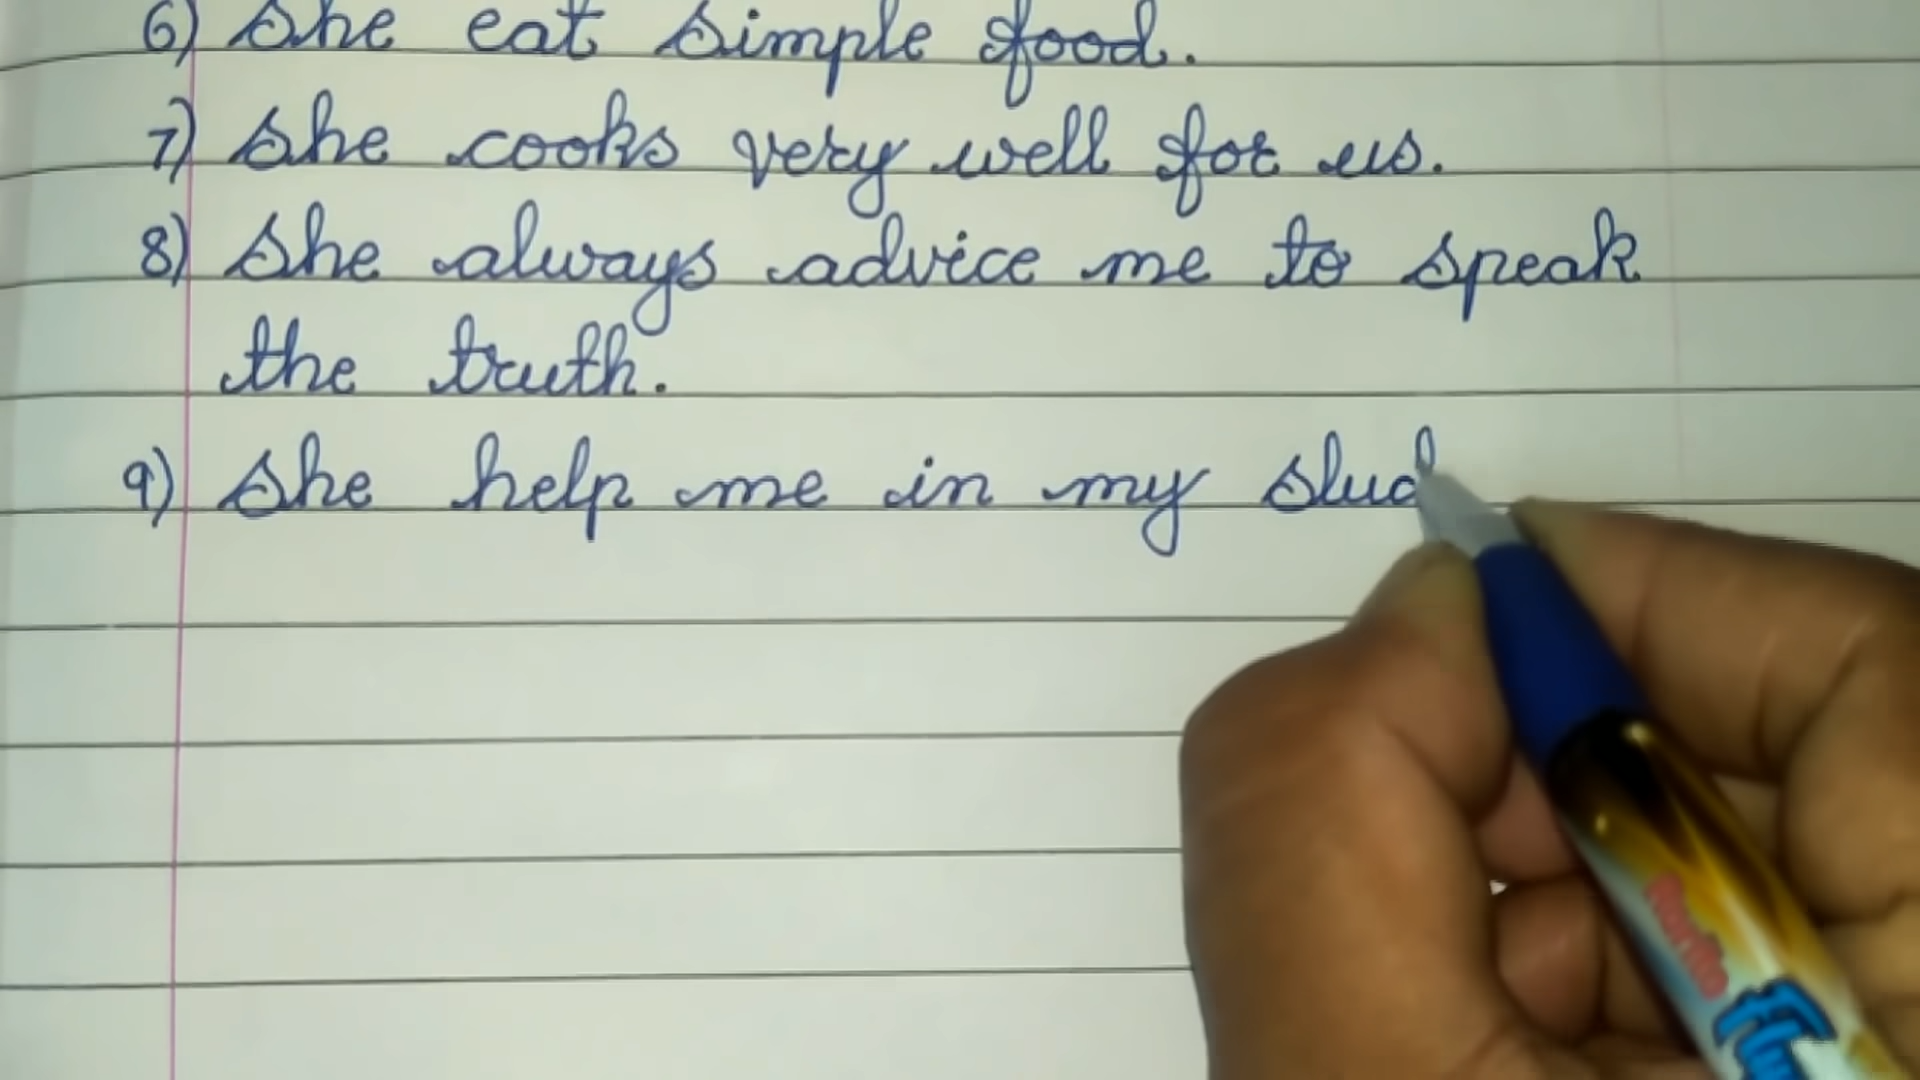 6) She eat simple food.
7) She cooks very well for us.
8) She always advice me to speak
the truth.
9) She help me in my stud